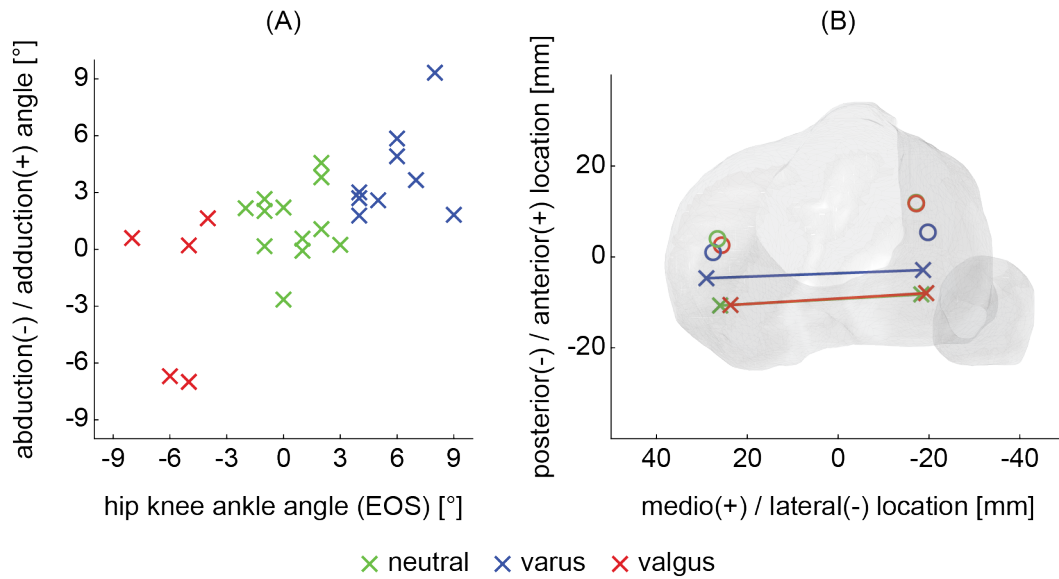 (A)
abduction(-) / adduction(+) angle [°]
9
6
3
0
-3
-6
-9
-9 -6 -3 0 3 6 9
hip knee ankle angle (EOS) [°]
(B)
posterior(-) / anterior(+) location [mm]
20
0
-20
40 20 0 -20 -40
medio(+) / lateral(-) location [mm]
neutral varus valgus